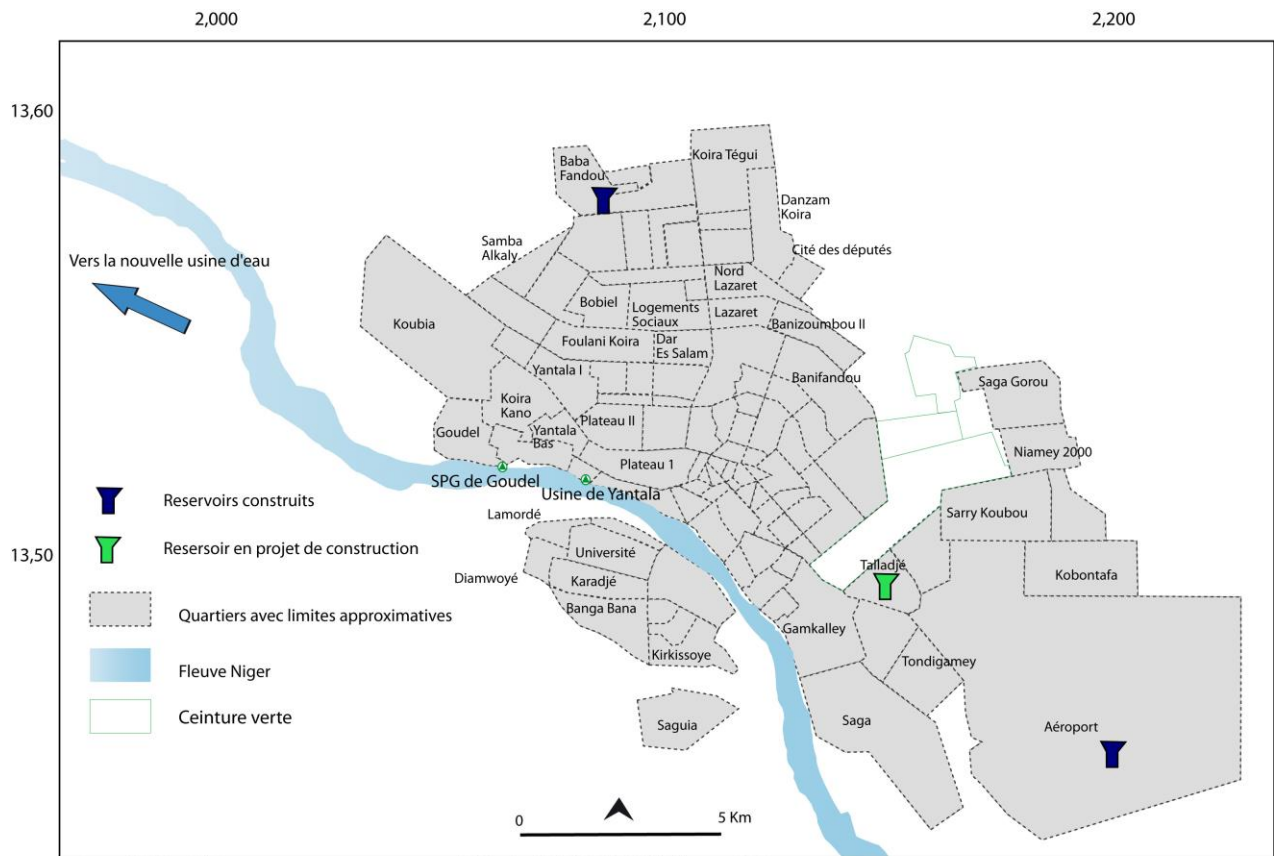 2,000
2,100
2,200
13,60
13,50
Baba
Fandou
Koira Tégui
Danzam
Koira
Cité des députés
Samba
Alkaly
Vers la nouvelle usine d'eau
Nord
Lazaret
Bobiel
Logements
Sociaux
Lazaret
Banizoumbou II
Koubia
Foulani Koira
Dar
Es Salam
Yantala I
Banifandou
Saga Gorou
Koira
Kano
Goudel
Yantala
Bas
Plateau II
Plateau 1
Niamey 2000
SPG de Goudel
Usine de Yantala
Lamordé
Sarry Koubou
Université
Diamwoyé
Karadjé
Banga Bana
Talladjé
Kobontafa
Kirkissoye
Gamkalley
Tondigamey
Saguia
Saga
Aéroport
Reservoirs construits
Resersoir en projet de construction
Quartiers avec limites approximatives
Fleuve Niger
Ceinture verte
0
5 Km